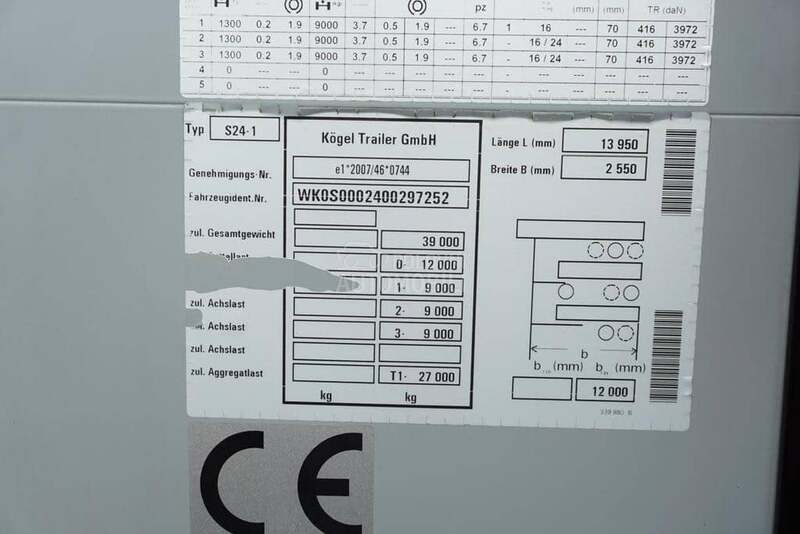 (mm) (mm) TR (daN)
pz
1 1300 0.2 1.9 9000 3.7 0.5 1.9 --- 6.7 1 16 --- 70 416 3972
2 1300 0.2 1.9 9000 3.7 0.5 1.9 --- 6.7 - 16 / 24 --- 70 416 3972
3 1300 0.2 1.9 9000 3.7 0.5 1.9 --- 6.7 - 16 / 24 --- 70 416 3972
4 0 --- --- 0 --- --- --- --- --- --- --- --- --- --- ---
5 0 --- --- 0 --- --- --- --- --- --- --- --- --- --- ---
Typ S24-1
Kögel Trailer GmbH
Länge L (mm) 13 950
Genehmigungs-Nr. e1*2007/46*0744
Breite B (mm) 2 550
Fahrzeugident.Nr. WK0S0002400297252
zul. Gesamtgewicht 39 000
0- 12 000
1- 9 000
zul. Achslast 2- 9 000
Achslast 3- 9 000
zul. Achslast
zul. Aggregatlast T1- 27 000
kg kg
b
b (mm) b (mm)
12 000
CE